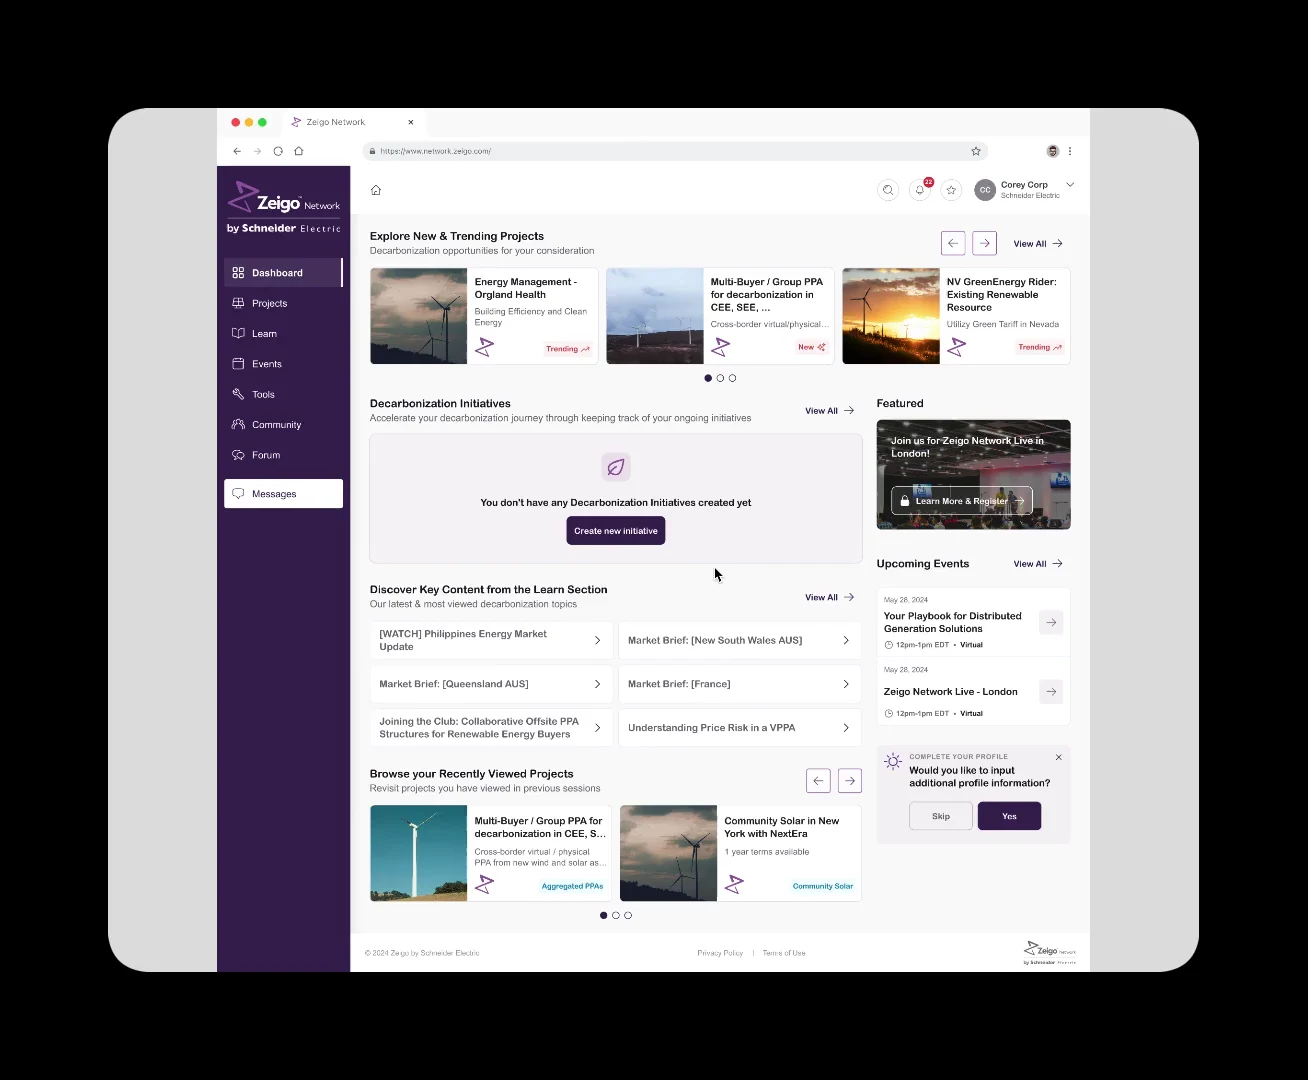 Zeigo Network
https://www.network.zeigo.com/
Zeigo Network
by Schneider Electric
22
CC
Corey Corp
Schneider Electric
Dashboard
Projects
Learn
Events
Tools
Community
Forum
Messages
Explore New & Trending Projects
Decarbonization opportunities for your consideration
View All
Energy Management -
Orgland Health
Building Efficiency and Clean
Energy
Trending
Multi-Buyer / Group PPA
for decarbonization in
CEE, SEE, ...
Cross-border virtual/physical...
New
NV GreenEnergy Rider:
Existing Renewable
Resource
Utilizy Green Tariff in Nevada
Trending
Decarbonization Initiatives
Accelerate your decarbonization journey through keeping track of your ongoing initiatives
View All
You don't have any Decarbonization Initiatives created yet
Create new initiative
Featured
Join us for Zeigo Network Live in
London!
Learn More & Register
Upcoming Events
View All
May 28, 2024
Your Playbook for Distributed
Generation Solutions
12pm-1pm EDT • Virtual
May 28, 2024
Zeigo Network Live - London
12pm-1pm EDT • Virtual
Discover Key Content from the Learn Section
Our latest & most viewed decarbonization topics
View All
[WATCH] Philippines Energy Market
Update
Market Brief: [New South Wales AUS]
Market Brief: [Queensland AUS]
Market Brief: [France]
Joining the Club: Collaborative Offsite PPA
Structures for Renewable Energy Buyers
Understanding Price Risk in a VPPA
COMPLETE YOUR PROFILE
Would you like to input
additional profile information?
Skip
Yes
Browse your Recently Viewed Projects
Revisit projects you have viewed in previous sessions
Multi-Buyer / Group PPA for
decarbonization in CEE, S...
Cross-border virtual / physical
PPA from new wind and solar as...
Aggregated PPAs
Community Solar in New
York with NextEra
1 year terms available
Community Solar
© 2024 Zeigo by Schneider Electric
Privacy Policy
Terms of Use
Zeigo Network
by Schneider Electric